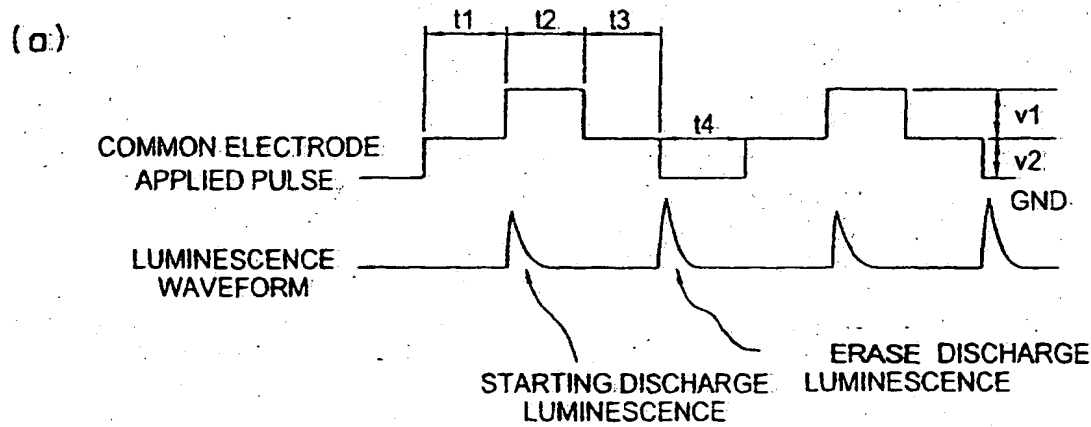 (a)
t1 t2 t3
t4
v1
v2
GND
COMMON ELECTRODE
APPLIED PULSE
LUMINESCENCE
WAVEFORM
STARTING DISCHARGE
LUMINESCENCE
ERASE DISCHARGE
LUMINESCENCE